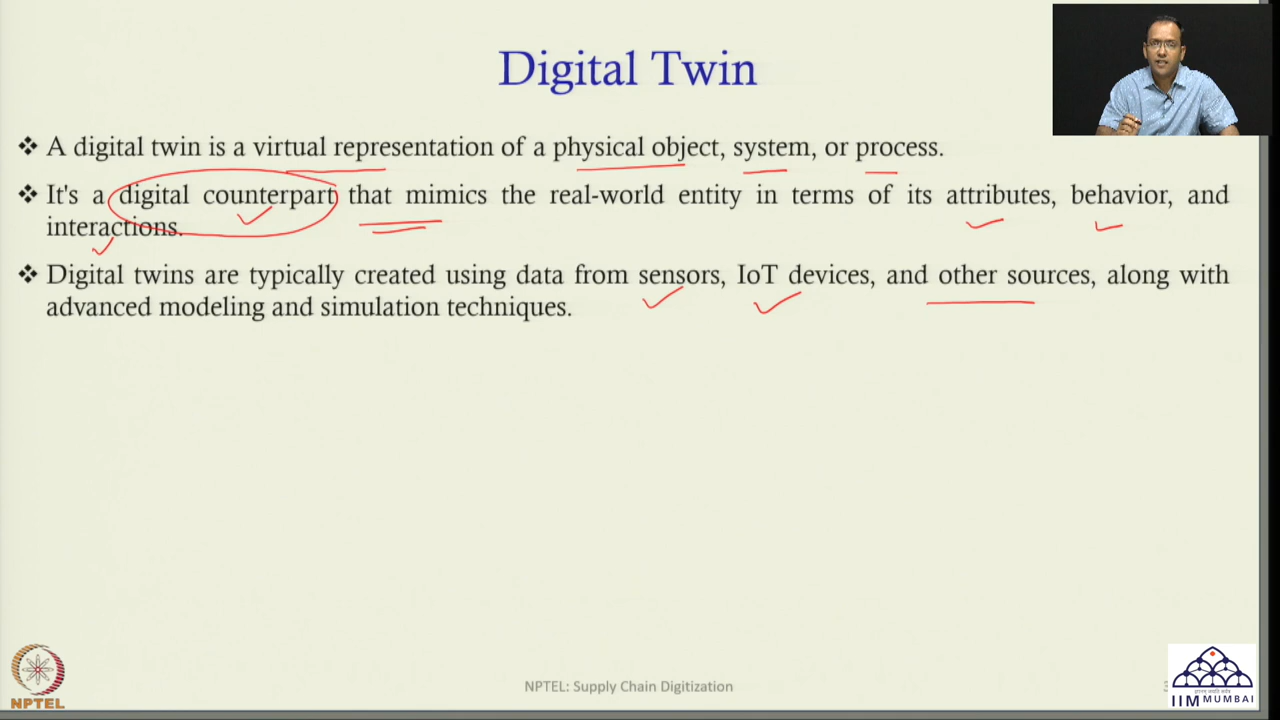 Digital Twin
❖ A digital twin is a virtual representation of a physical object, system, or process.
❖ It's a digital counterpart that mimics the real-world entity in terms of its attributes, behavior, and
interactions.
❖ Digital twins are typically created using data from sensors, IoT devices, and other sources, along with
advanced modeling and simulation techniques.
NPTEL
NPTEL: Supply Chain Digitization
IIM MUMBAI